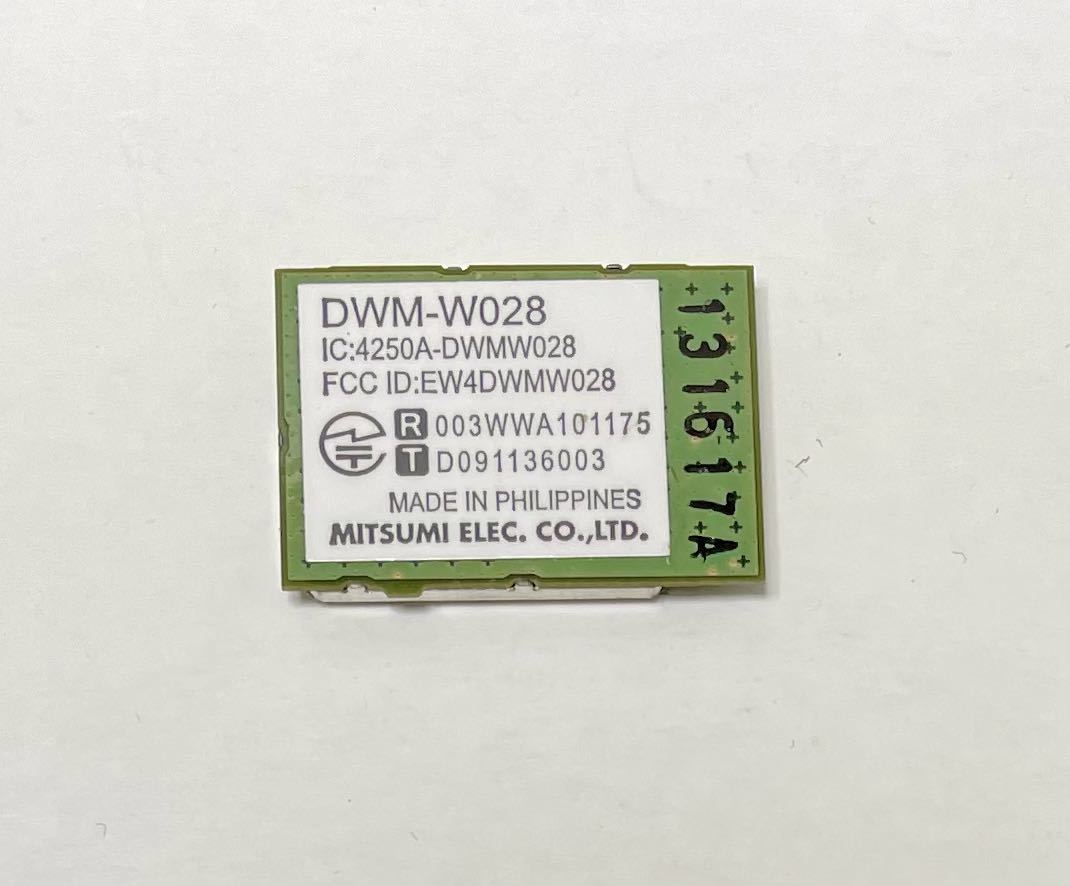 DWM-W028
IC:4250A-DWMW028
FCC ID:EW4DWMW028
R 003WWA101175
T D091136003
MADE IN PHILIPPINES
MITSUMI ELEC. CO.,LTD.
131617A